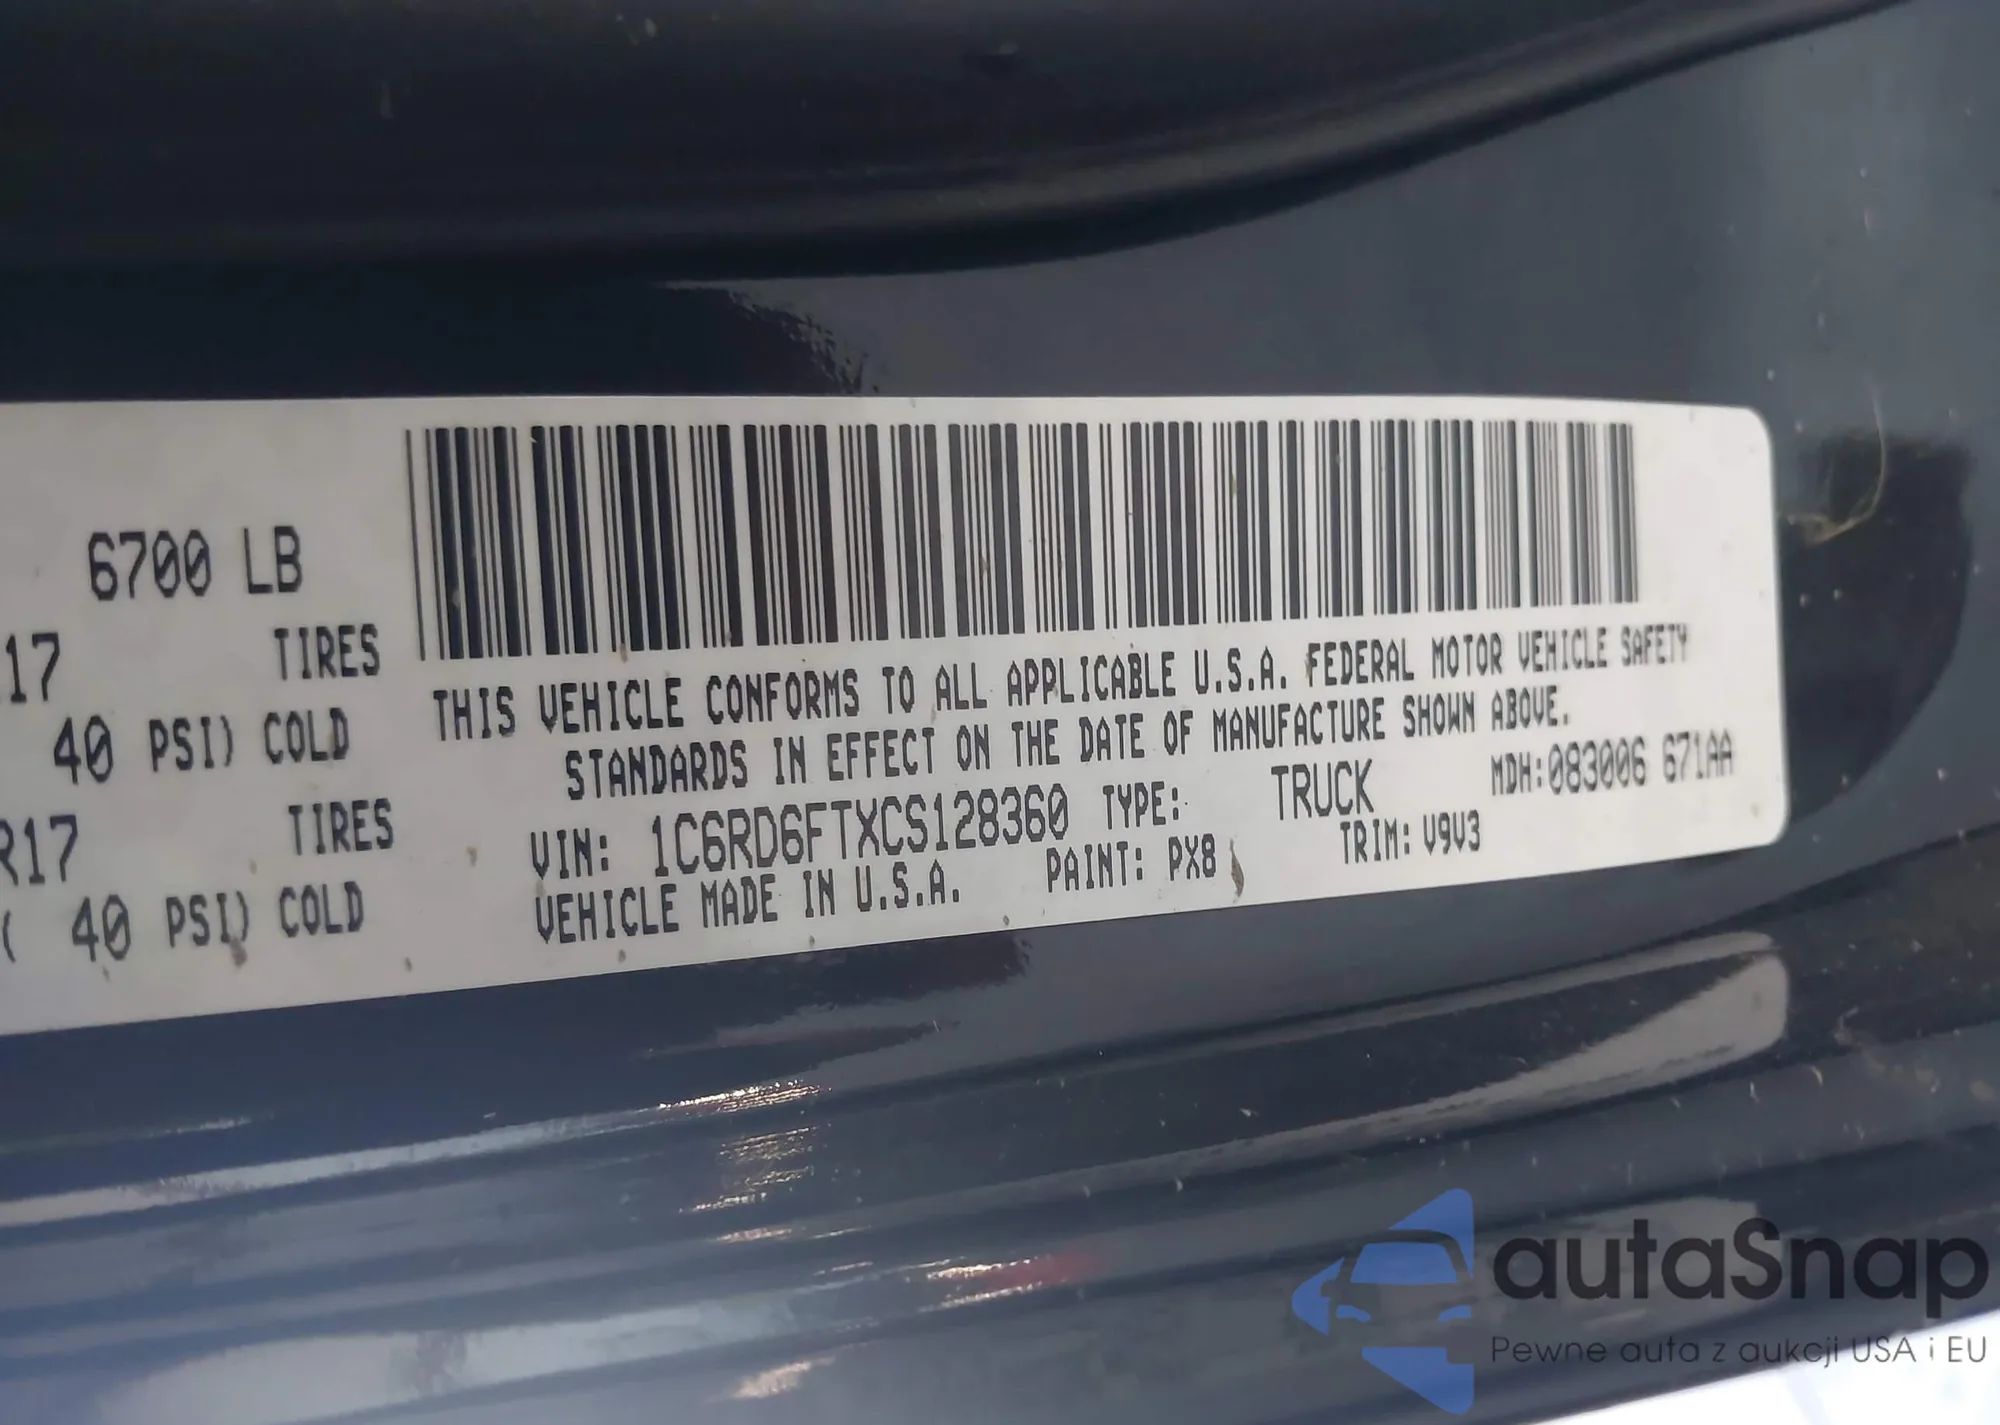 6700 LB
17 TIRES
40 PSI) COLD
R17 TIRES
( 40 PSI) COLD
THIS VEHICLE CONFORMS TO ALL APPLICABLE U.S.A. FEDERAL MOTOR VEHICLE SAFETY
STANDARDS IN EFFECT ON THE DATE OF MANUFACTURE SHOWN ABOVE.
VIN: 1C6RD6FTXCS128360 TYPE: TRUCK MDH:083006 671AA
VEHICLE MADE IN U.S.A. PAINT: PX8 TRIM: V9V3
autaSnap
Pewne auta z aukcji USA i EU